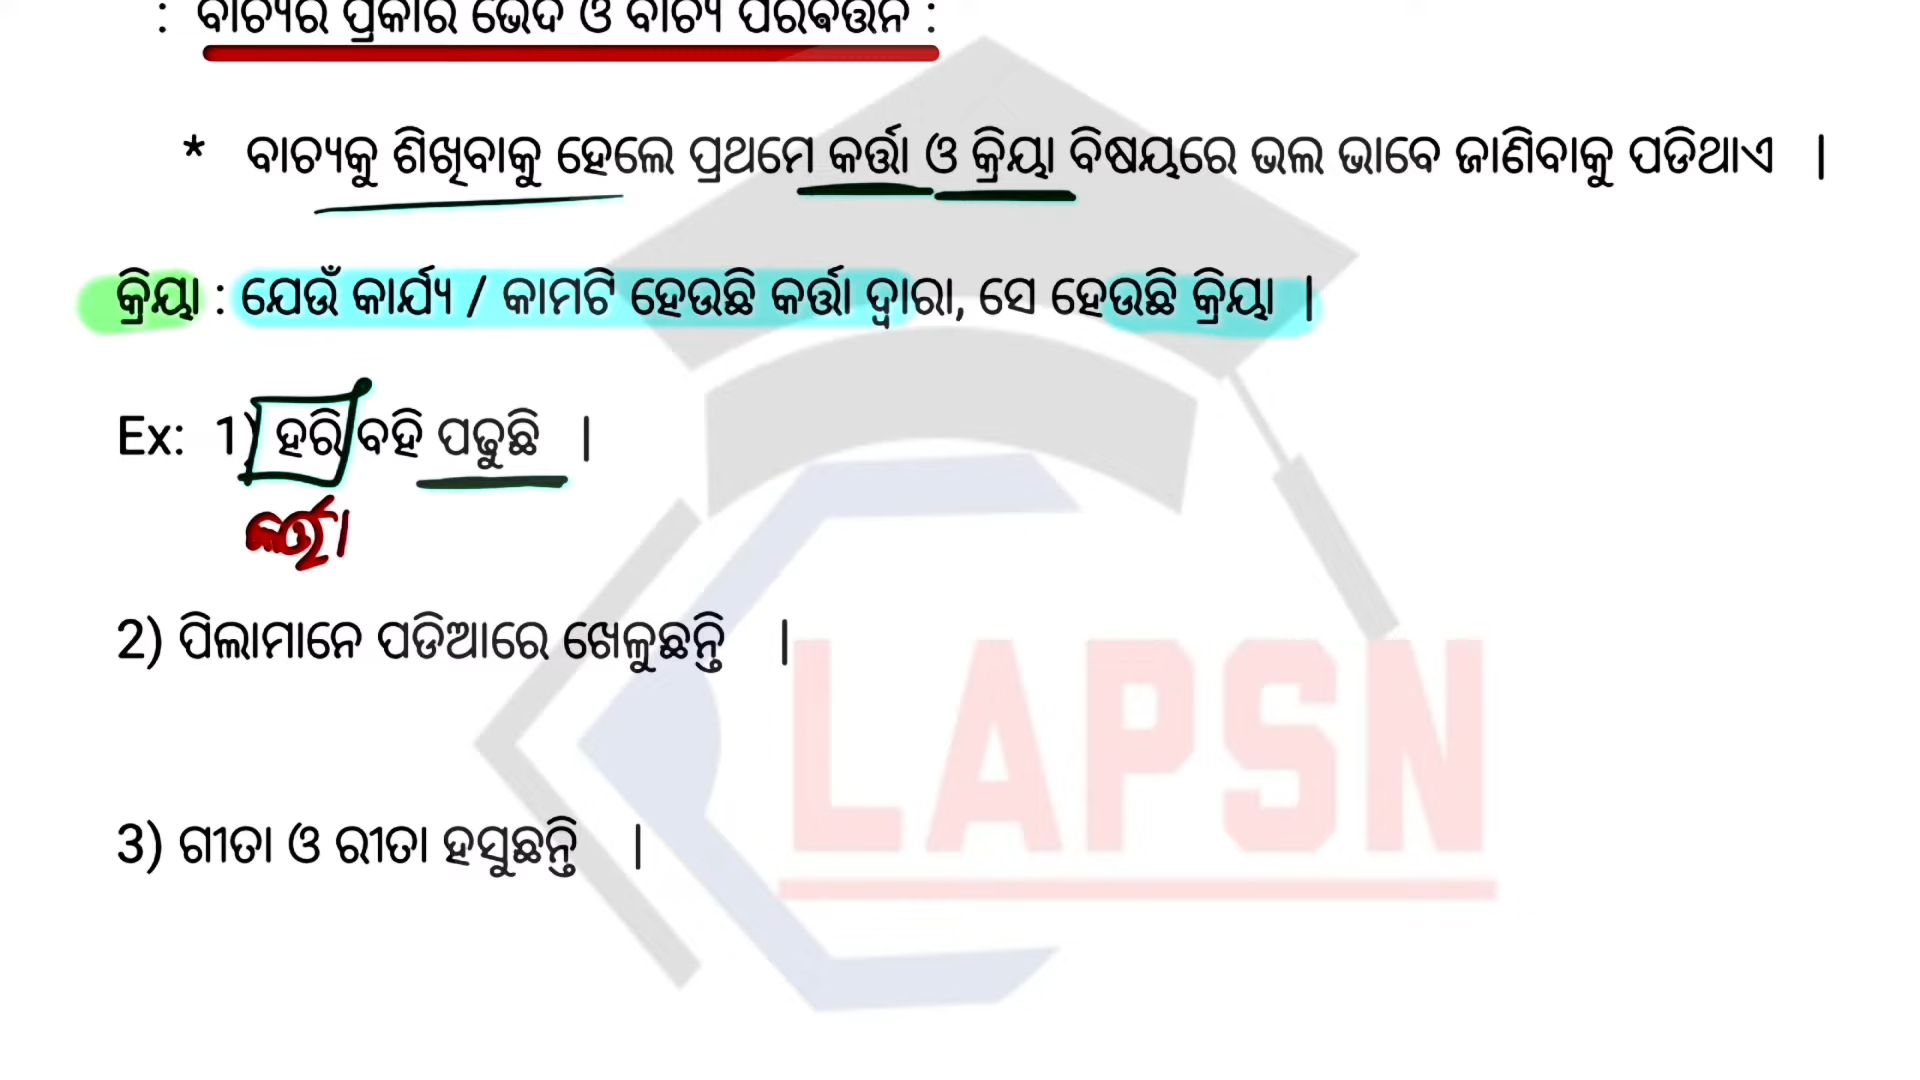 : ବାଚ୍ୟର ପ୍ରକାର ଭେଦ ଓ ବାଚ୍ୟ ପରିବର୍ତ୍ତନ :
* ବାଚ୍ୟକୁ ଶିଖିବାକୁ ହେଲେ ପ୍ରଥମେ କର୍ତ୍ତା ଓ କ୍ରିୟା ବିଷୟରେ ଭଲ ଭାବେ ଜାଣିବାକୁ ପଡିଥାଏ |
କ୍ରିୟା : ଯେଉଁ କାର୍ଯ୍ୟ / କାମଟି ହେଉଛି କର୍ତ୍ତା ଦ୍ୱାରା, ସେ ହେଉଛି କ୍ରିୟା |
Ex: 1) ହରି ବହି ପଢୁଛି |
କର୍ତ୍ତା
2) ପିଲାମାନେ ପଡିଆରେ ଖେଳୁଛନ୍ତି |
3) ଗୀତା ଓ ରୀତା ହସୁଛନ୍ତି |
LAPSN